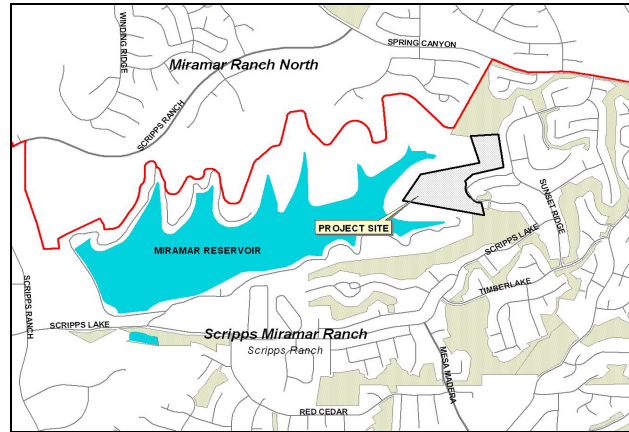 WINDING RIDGE
SPRING CANYON
Miramar Ranch North
SCRIPPS RANCH
SUNSET RIDGE
PROJECT SITE
MIRAMAR RESERVOIR
SCRIPPS LAKE
TIMBERLAKE
SCRIPPS RANCH
SCRIPPS LAKE
Scripps Miramar Ranch
Scripps Ranch
MESA MADERA
RED CEDAR